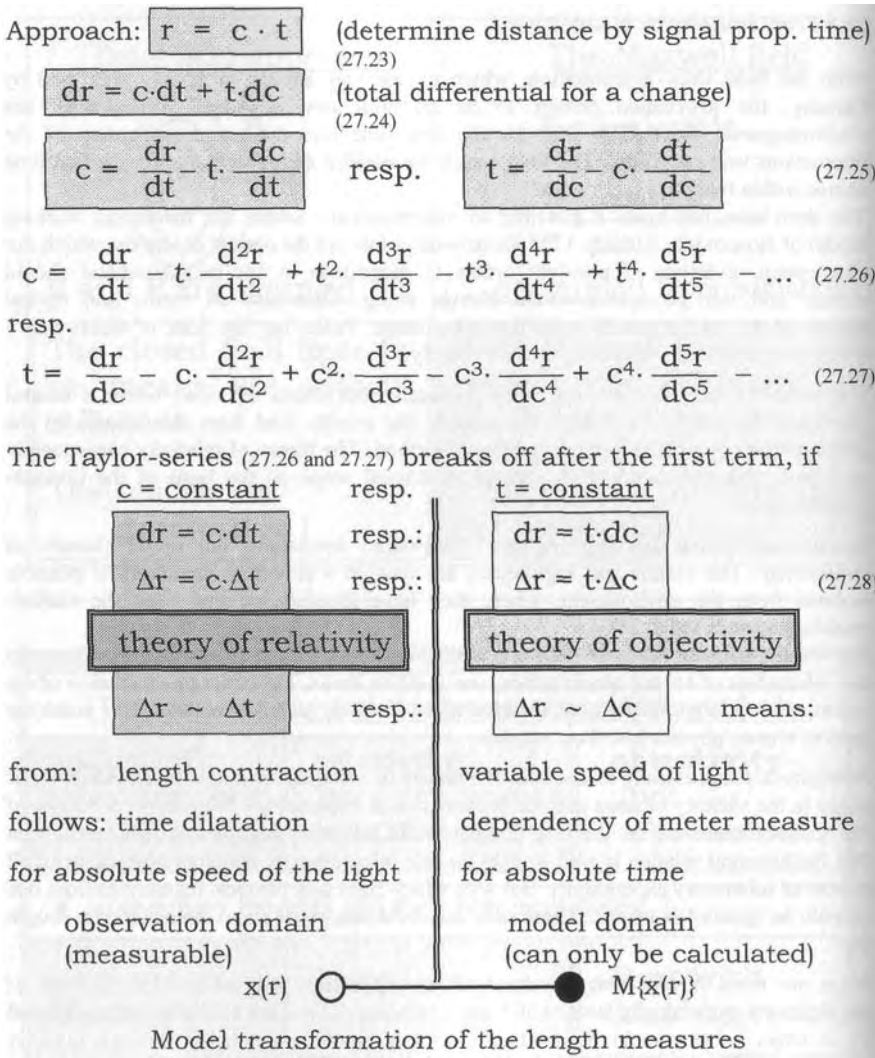 Approach: r = c · t (determine distance by signal prop. time)
(27.23)
dr = c·dt + t·dc (total differential for a change)
(27.24)
c = dr/dt − t· dc/dt resp. t = dr/dc − c· dt/dc (27.25)
c = dr/dt − t· d²r/dt² + t²· d³r/dt³ − t³· d⁴r/dt⁴ + t⁴· d⁵r/dt⁵ − ... (27.26)
resp.
t = dr/dc − c· d²r/dc² + c²· d³r/dc³ − c³· d⁴r/dc⁴ + c⁴· d⁵r/dc⁵ − ... (27.27)
The Taylor-series (27.26 and 27.27) breaks off after the first term, if
c = constant resp. t = constant
dr = c·dt resp.: dr = t·dc
Δr = c·Δt resp.: Δr = t·Δc (27.28)
theory of relativity theory of objectivity
Δr ~ Δt resp.: Δr ~ Δc means:
from: length contraction variable speed of light
follows: time dilatation dependency of meter measure
for absolute speed of the light for absolute time
observation domain model domain
(measurable) (can only be calculated)
x(r) M{x(r)}
Model transformation of the length measures